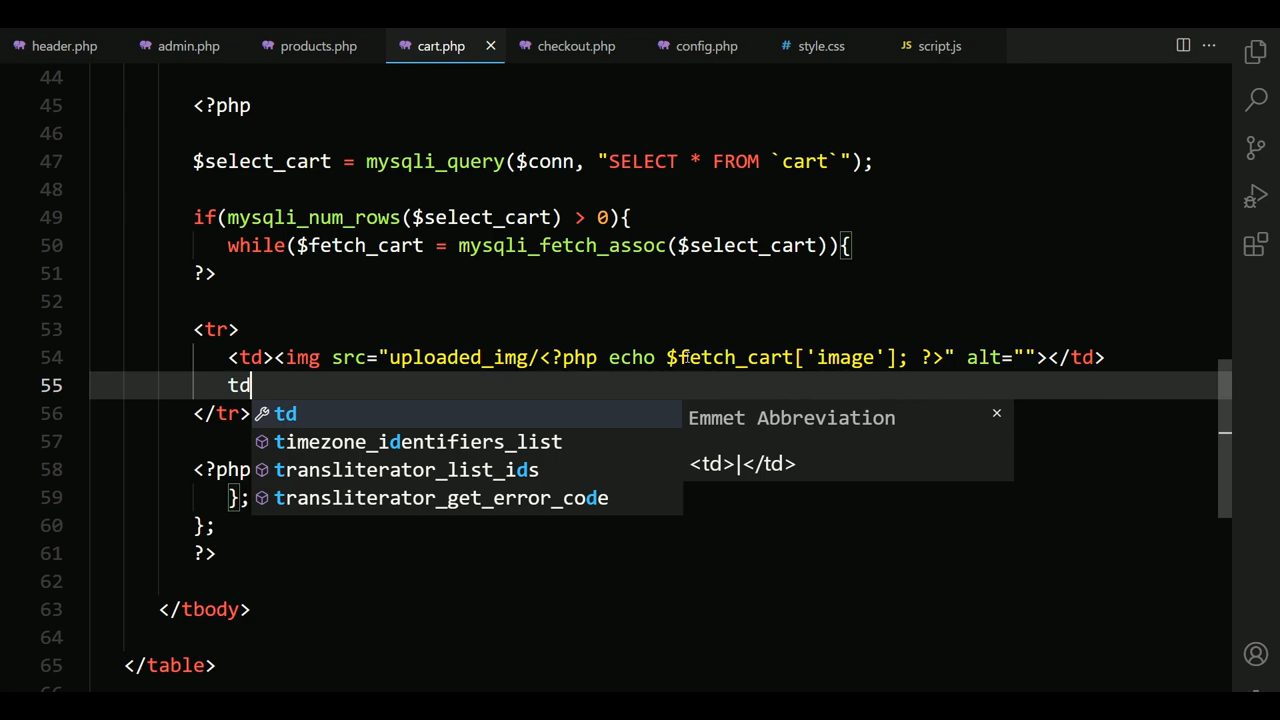 header.php admin.php products.php cart.php × checkout.php config.php # style.css JS script.js ···
44
45 <?php
46
47 $select_cart = mysqli_query($conn, "SELECT * FROM `cart`");
48
49 if(mysqli_num_rows($select_cart) > 0){
50 while($fetch_cart = mysqli_fetch_assoc($select_cart)){
51 ?>
52
53 <tr>
54 <td><img src="uploaded_img/<?php echo $fetch_cart['image']; ?>" alt=""></td>
55 td
56 </tr>
td
Emmet Abbreviation ×
57
timezone_identifiers_list
<td>|</td>
58 <?php
transliterator_list_ids
59 };
transliterator_get_error_code
60 };
61 ?>
62
63 </tbody>
64
65 </table>